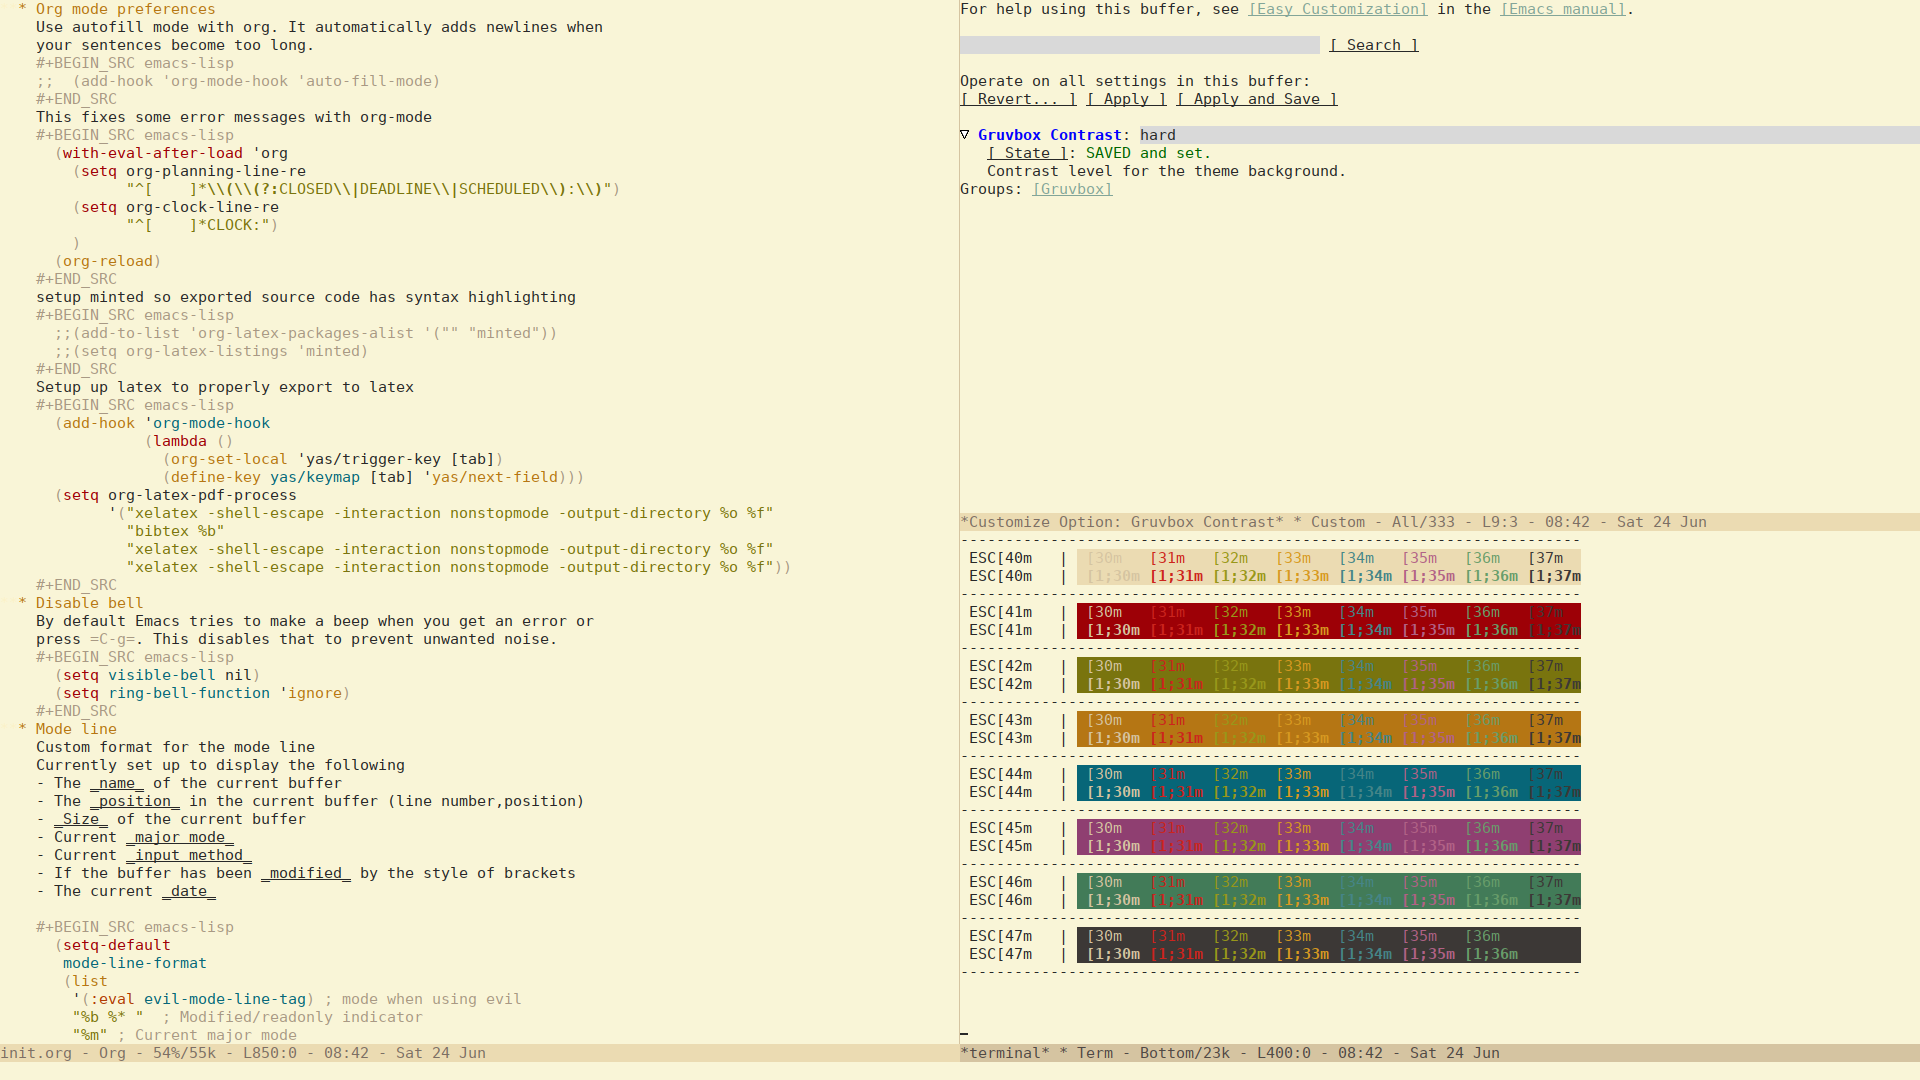 * Org mode preferences
Use autofill mode with org. It automatically adds newlines when
your sentences become too long.
#+BEGIN_SRC emacs-lisp
;;  (add-hook 'org-mode-hook 'auto-fill-mode)
#+END_SRC
This fixes some error messages with org-mode
#+BEGIN_SRC emacs-lisp
(with-eval-after-load 'org
(setq org-planning-line-re
"^[    ]*\\(\\(?:CLOSED\\|DEADLINE\\|SCHEDULED\\):\\)")
(setq org-clock-line-re
"^[    ]*CLOCK:")
)
(org-reload)
#+END_SRC
setup minted so exported source code has syntax highlighting
#+BEGIN_SRC emacs-lisp
;;(add-to-list 'org-latex-packages-alist '("" "minted"))
;;(setq org-latex-listings 'minted)
#+END_SRC
Setup up latex to properly export to latex
#+BEGIN_SRC emacs-lisp
(add-hook 'org-mode-hook
(lambda ()
(org-set-local 'yas/trigger-key [tab])
(define-key yas/keymap [tab] 'yas/next-field)))
(setq org-latex-pdf-process
'("xelatex -shell-escape -interaction nonstopmode -output-directory %o %f"
"bibtex %b"
"xelatex -shell-escape -interaction nonstopmode -output-directory %o %f"
"xelatex -shell-escape -interaction nonstopmode -output-directory %o %f"))
#+END_SRC
* Disable bell
By default Emacs tries to make a beep when you get an error or
press =C-g=. This disables that to prevent unwanted noise.
#+BEGIN_SRC emacs-lisp
(setq visible-bell nil)
(setq ring-bell-function 'ignore)
#+END_SRC
* Mode line
Custom format for the mode line
Currently set up to display the following
- The _name_ of the current buffer
- The _position_ in the current buffer (line number,position)
- _Size_ of the current buffer
- Current _major mode_
- Current _input method_
- If the buffer has been _modified_ by the style of brackets
- The current _date_
#+BEGIN_SRC emacs-lisp
(setq-default
mode-line-format
(list
'(:eval evil-mode-line-tag) ; mode when using evil
"%b %* "  ; Modified/readonly indicator
"%m" ; Current major mode
init.org - Org - 54%/55k - L850:0 - 08:42 - Sat 24 Jun
For help using this buffer, see [Easy Customization] in the [Emacs manual].
[ Search ]
Operate on all settings in this buffer:
[ Revert... ] [ Apply ] [ Apply and Save ]
▽ Gruvbox Contrast: hard
[ State ]: SAVED and set.
Contrast level for the theme background.
Groups: [Gruvbox]
*Customize Option: Gruvbox Contrast* * Custom - All/333 - L9:3 - 08:42 - Sat 24 Jun
---------------------------------------------------------------------
ESC[40m   |  [30m   [31m   [32m   [33m   [34m   [35m   [36m   [37m
ESC[40m   |  [1;30m [1;31m [1;32m [1;33m [1;34m [1;35m [1;36m [1;37m
---------------------------------------------------------------------
ESC[41m   |  [30m   [31m   [32m   [33m   [34m   [35m   [36m   [37m
ESC[41m   |  [1;30m [1;31m [1;32m [1;33m [1;34m [1;35m [1;36m [1;37m
---------------------------------------------------------------------
ESC[42m   |  [30m   [31m   [32m   [33m   [34m   [35m   [36m   [37m
ESC[42m   |  [1;30m [1;31m [1;32m [1;33m [1;34m [1;35m [1;36m [1;37m
---------------------------------------------------------------------
ESC[43m   |  [30m   [31m   [32m   [33m   [34m   [35m   [36m   [37m
ESC[43m   |  [1;30m [1;31m [1;32m [1;33m [1;34m [1;35m [1;36m [1;37m
---------------------------------------------------------------------
ESC[44m   |  [30m   [31m   [32m   [33m   [34m   [35m   [36m   [37m
ESC[44m   |  [1;30m [1;31m [1;32m [1;33m [1;34m [1;35m [1;36m [1;37m
---------------------------------------------------------------------
ESC[45m   |  [30m   [31m   [32m   [33m   [34m   [35m   [36m   [37m
ESC[45m   |  [1;30m [1;31m [1;32m [1;33m [1;34m [1;35m [1;36m [1;37m
---------------------------------------------------------------------
ESC[46m   |  [30m   [31m   [32m   [33m   [34m   [35m   [36m   [37m
ESC[46m   |  [1;30m [1;31m [1;32m [1;33m [1;34m [1;35m [1;36m [1;37m
---------------------------------------------------------------------
ESC[47m   |  [30m   [31m   [32m   [33m   [34m   [35m   [36m
ESC[47m   |  [1;30m [1;31m [1;32m [1;33m [1;34m [1;35m [1;36m
---------------------------------------------------------------------
*terminal* * Term - Bottom/23k - L400:0 - 08:42 - Sat 24 Jun